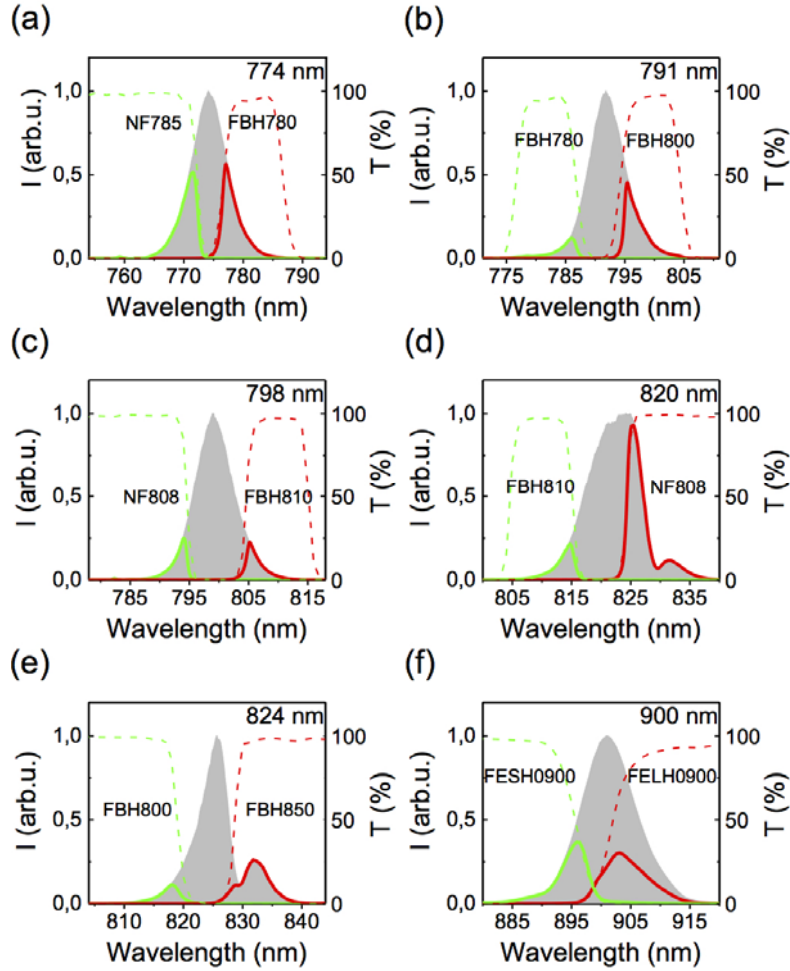 (a)
774 nm
I (arb.u.)
1,0
0,5
0,0
NF785
FBH780
100
50
0
T (%)
760 770 780 790
Wavelength (nm)
(b)
791 nm
I (arb.u.)
1,0
0,5
0,0
FBH780
FBH800
100
50
0
T (%)
775 785 795 805
Wavelength (nm)
(c)
798 nm
I (arb.u.)
1,0
0,5
0,0
NF808
FBH810
100
50
0
T (%)
785 795 805 815
Wavelength (nm)
(d)
820 nm
I (arb.u.)
1,0
0,5
0,0
FBH810
NF808
100
50
0
T (%)
805 815 825 835
Wavelength (nm)
(e)
824 nm
I (arb.u.)
1,0
0,5
0,0
FBH800
FBH850
100
50
0
T (%)
810 820 830 840
Wavelength (nm)
(f)
900 nm
I (arb.u.)
1,0
0,5
0,0
FESH0900
FELH0900
100
50
0
T (%)
885 895 905 915
Wavelength (nm)